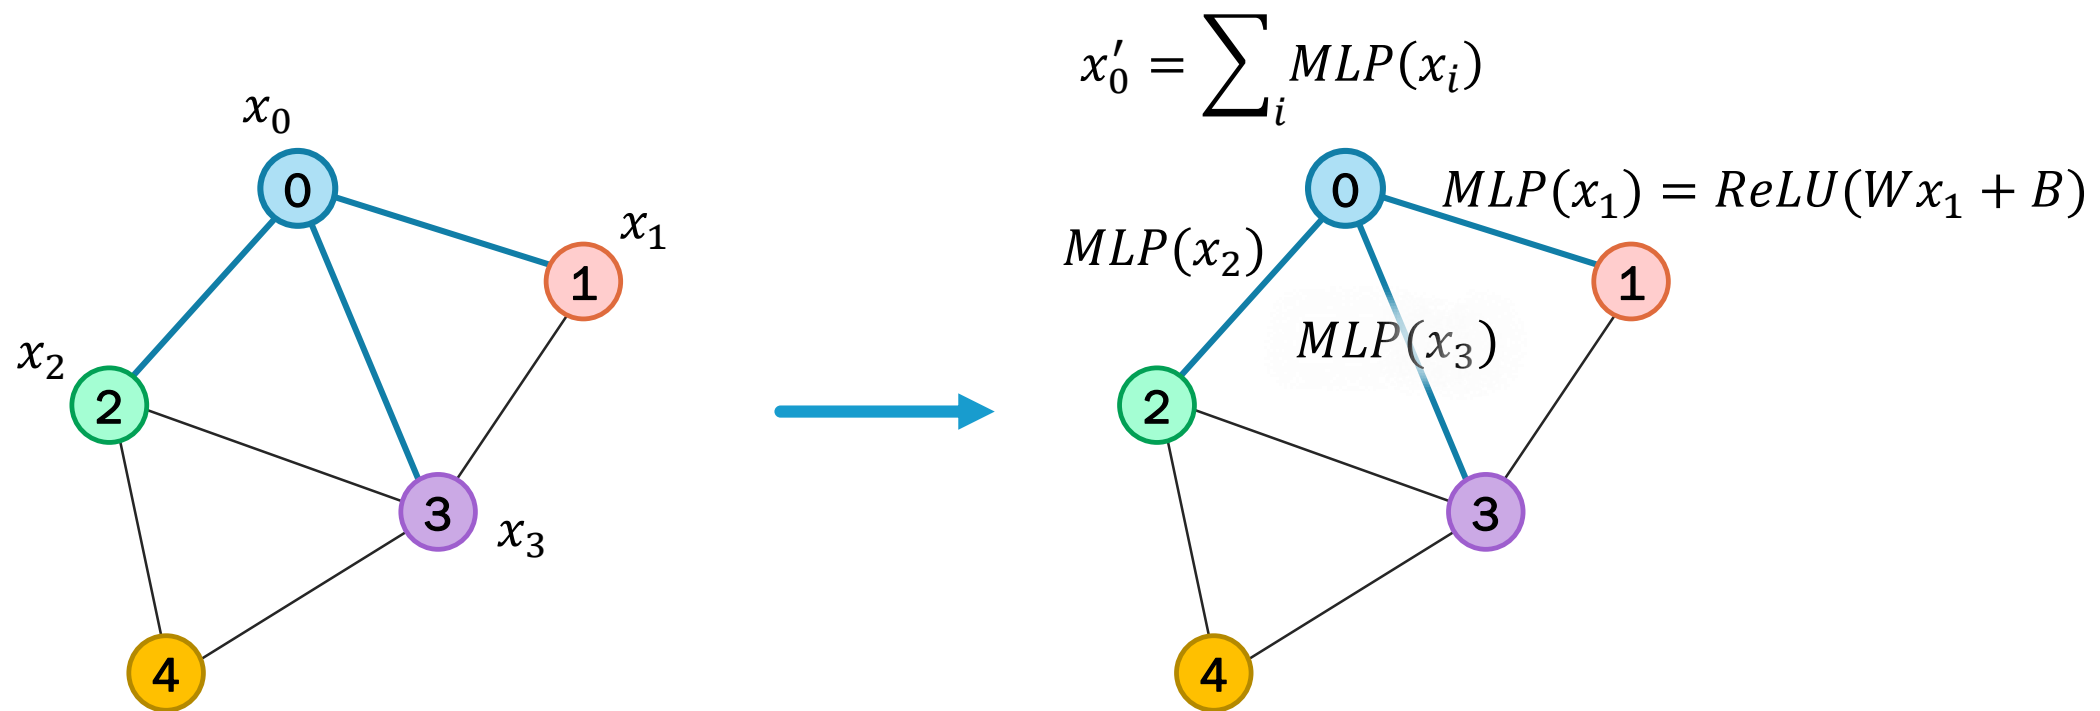 x₀
0
x₁
1
x₂
2
3
x₃
4
x₀′ = ∑ᵢ MLP(xᵢ)
0
MLP(x₁) = ReLU(Wx₁ + B)
MLP(x₂)
1
MLP(x₃)
2
3
4